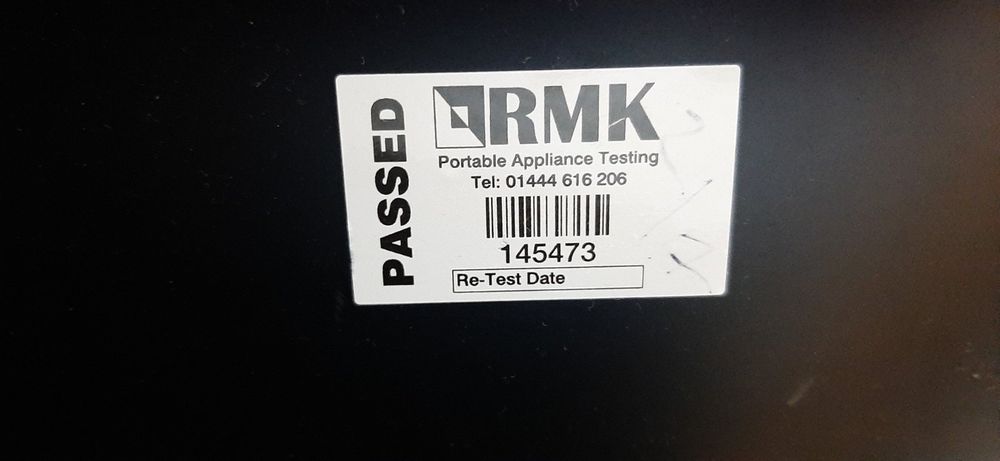 PASSED
RMK
Portable Appliance Testing
Tel: 01444 616 206
145473
Re-Test Date